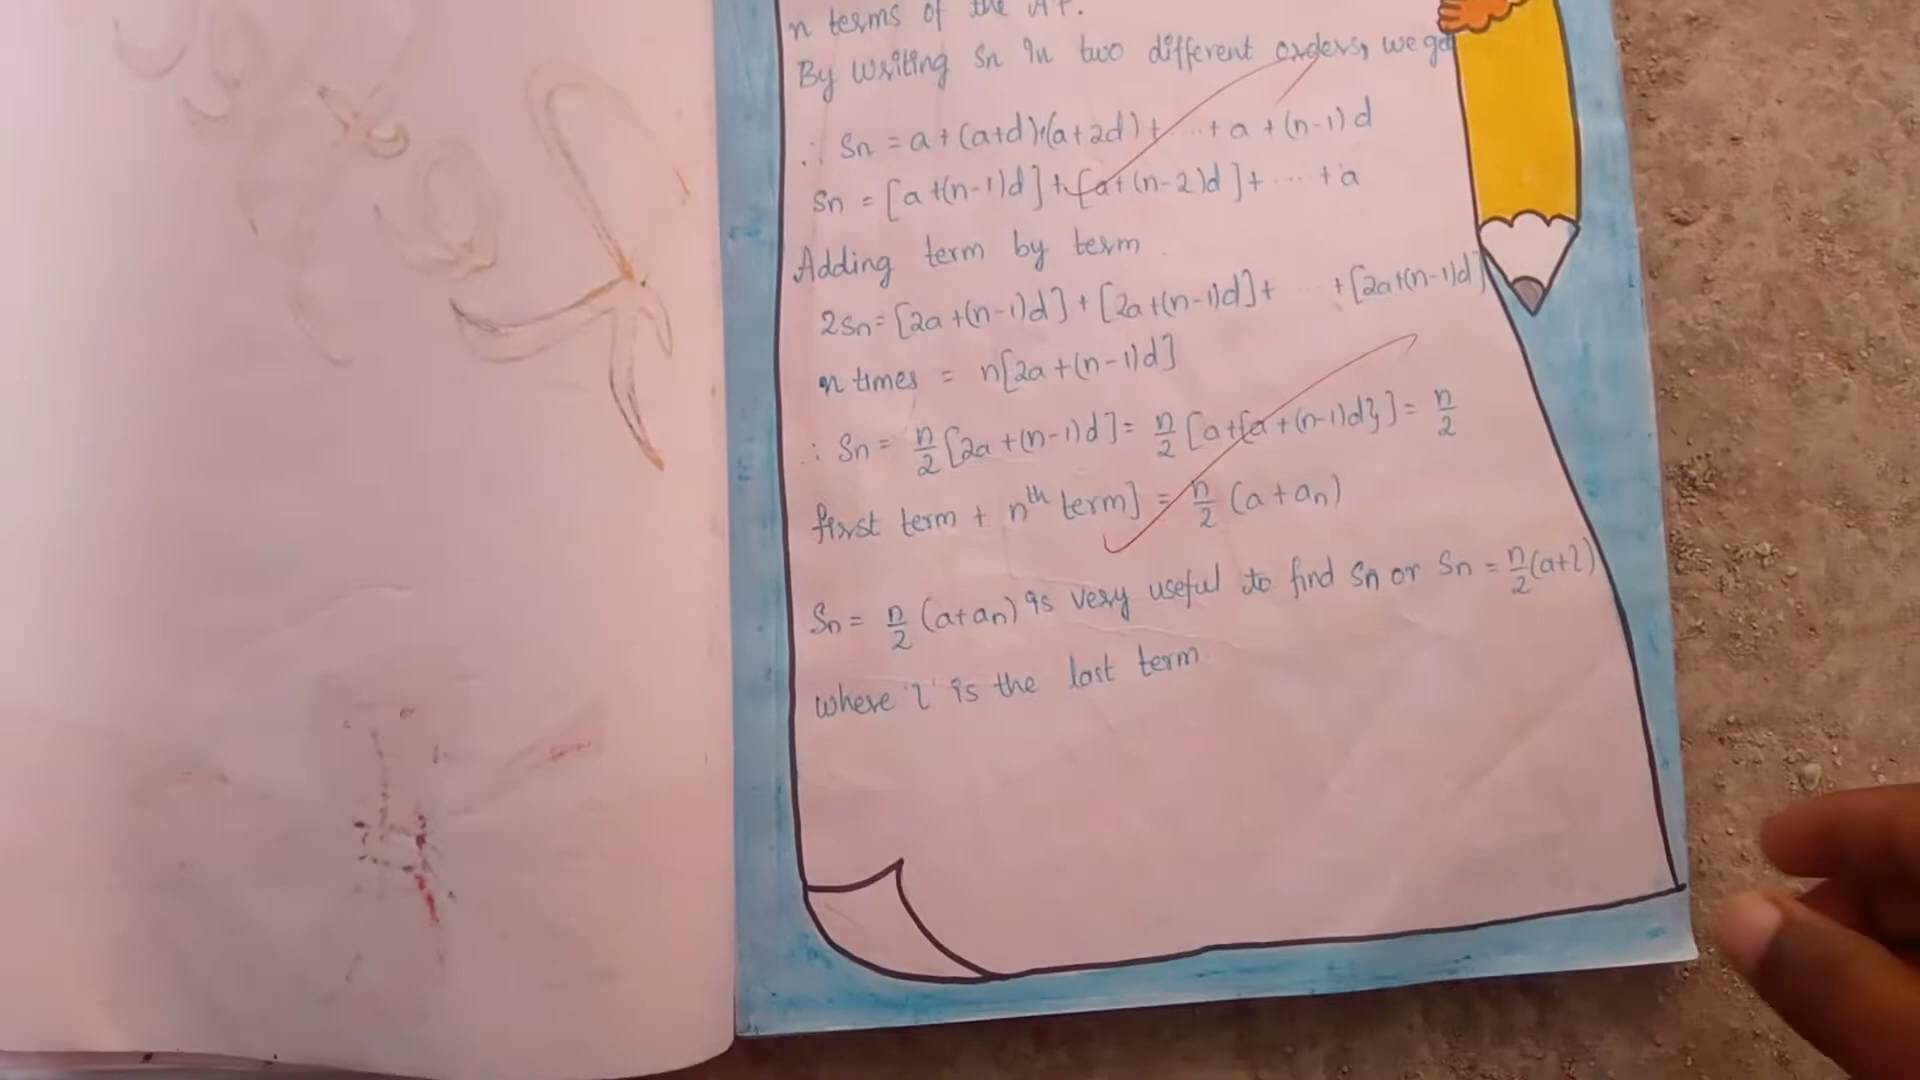 n terms of the AP.
By writing Sn in two different orders, we get
∴ Sn = a + (a+d)+(a+2d) + ... + a + (n-1) d
Sn = [a+(n-1)d] + [a+(n-2)d] + ..... + a
Adding term by term
2Sn = [2a+(n-1)d] + [2a+(n-1)d] + ... + [2a+(n-1)d]
n times = n[2a+(n-1)d]
∴ Sn = n/2 [2a+(n-1)d] = n/2 [a+{a+(n-1)d}] = n/2
first term + nth term] = n/2 (a+an)
Sn = n/2 (a+an) is very useful to find Sn or Sn = n/2 (a+l)
where 'l' is the last term